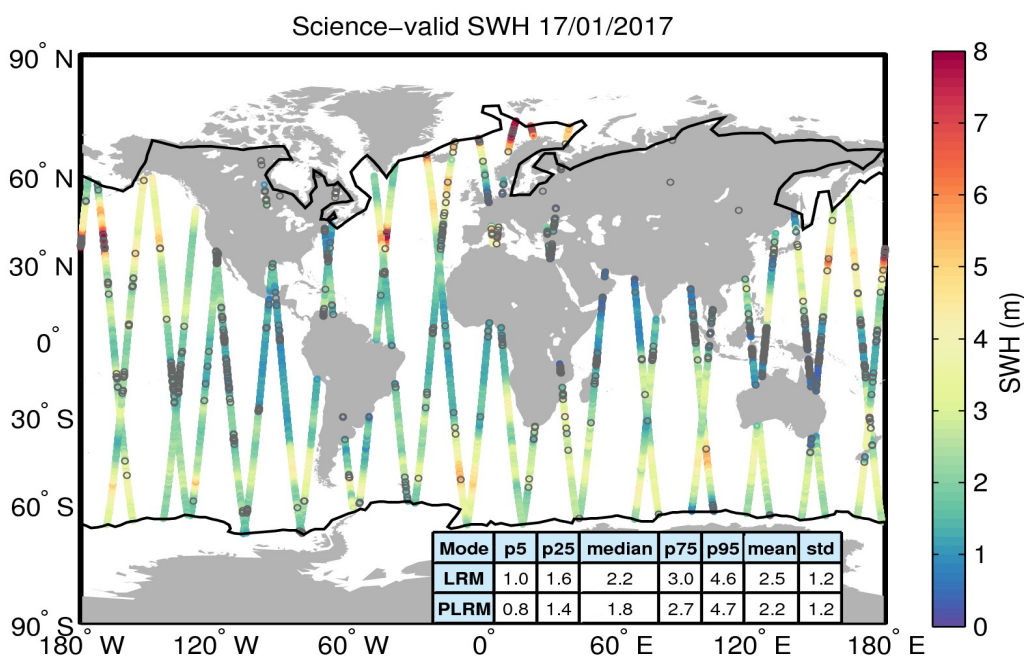 Science−valid SWH 17/01/2017
90° N
60° N
30° N
0°
30° S
60° S
90° S
180° W
120° W
60° W
0°
60° E
120° E
180° E
Mode p5 p25 median p75 p95 mean std
LRM 1.0 1.6 2.2 3.0 4.6 2.5 1.2
PLRM 0.8 1.4 1.8 2.7 4.7 2.2 1.2
8
7
6
5
4
3
2
1
0
SWH (m)